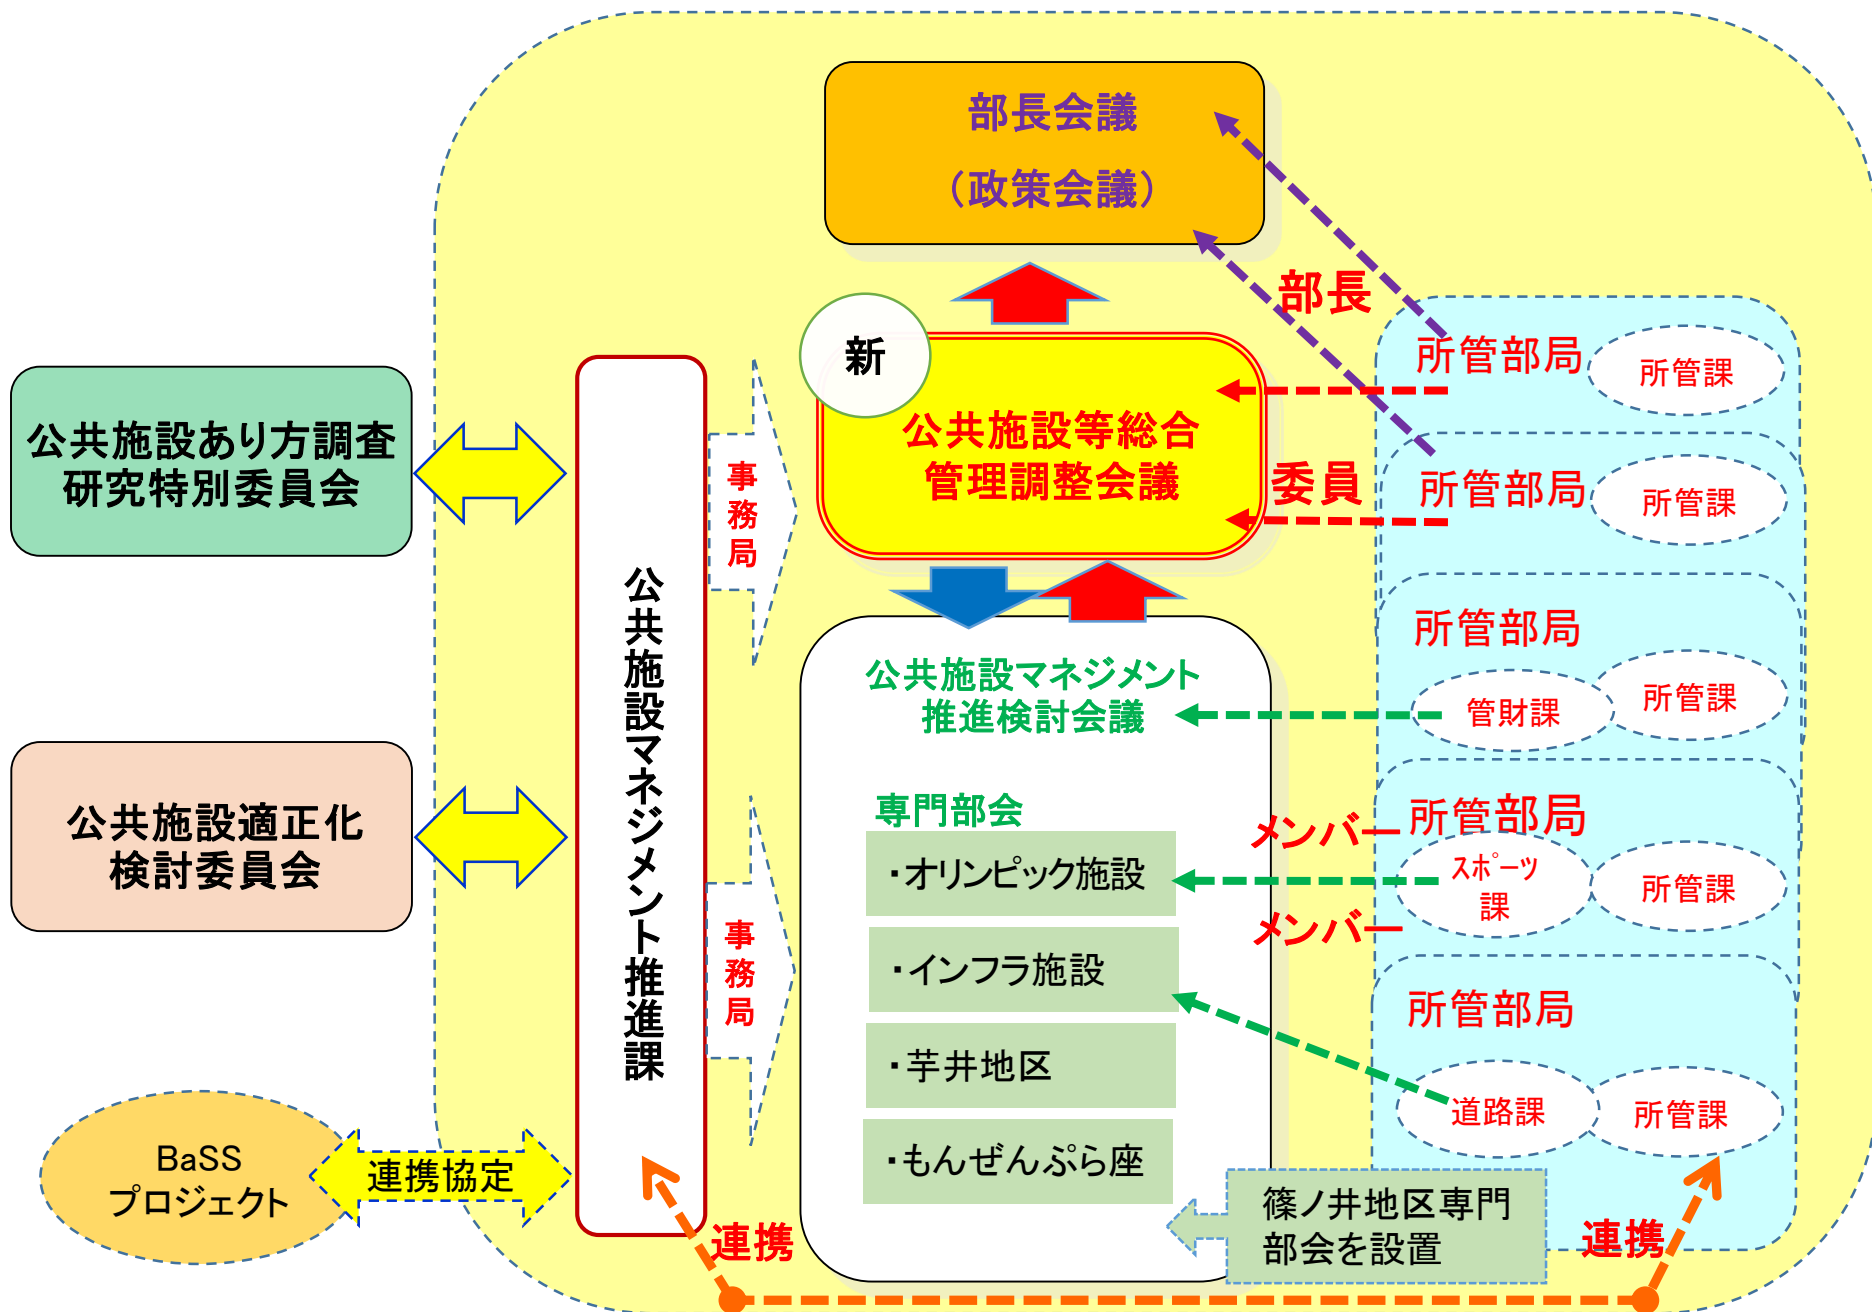 部長会議
（政策会議）
部長
新
公共施設等総合
管理調整会議
委員
公共施設あり方調査
研究特別委員会
公共施設適正化
検討委員会
BaSS
プロジェクト
連携協定
公共施設マネジメント推進課
事務局
事務局
公共施設マネジメント
推進検討会議
専門部会
・オリンピック施設
・インフラ施設
・芋井地区
・もんぜんぷら座
篠ノ井地区専門
部会を設置
メンバー
メンバー
連携
連携
所管部局
所管課
所管部局
所管課
所管部局
管財課
所管課
所管部局
スポーツ
課
所管課
所管部局
道路課
所管課